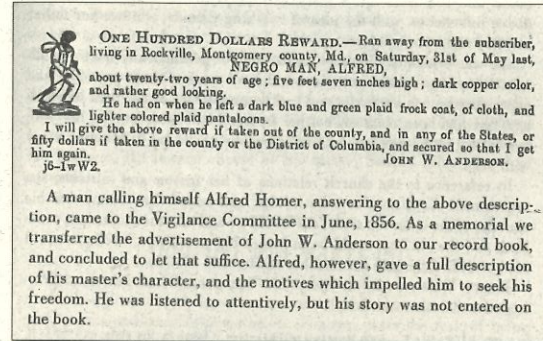 ONE HUNDRED DOLLARS REWARD.—Ran away from the subscriber,
living in Rockville, Montgomery county, Md., on Saturday, 31st of May last,
NEGRO MAN, ALFRED,
about twenty-two years of age; five feet seven inches high; dark copper color,
and rather good looking.
He had on when he left a dark blue and green plaid frock coat, of cloth, and
lighter colored plaid pantaloons.
I will give the above reward if taken out of the county, and in any of the States, or
fifty dollars if taken in the county or the District of Columbia, and secured so that I get
him again. JOHN W. ANDERSON.
j6–1wW2.
A man calling himself Alfred Homer, answering to the above descrip-
tion, came to the Vigilance Committee in June, 1856. As a memorial we
transferred the advertisement of John W. Anderson to our record book,
and concluded to let that suffice. Alfred, however, gave a full description
of his master's character, and the motives which impelled him to seek his
freedom. He was listened to attentively, but his story was not entered on
the book.